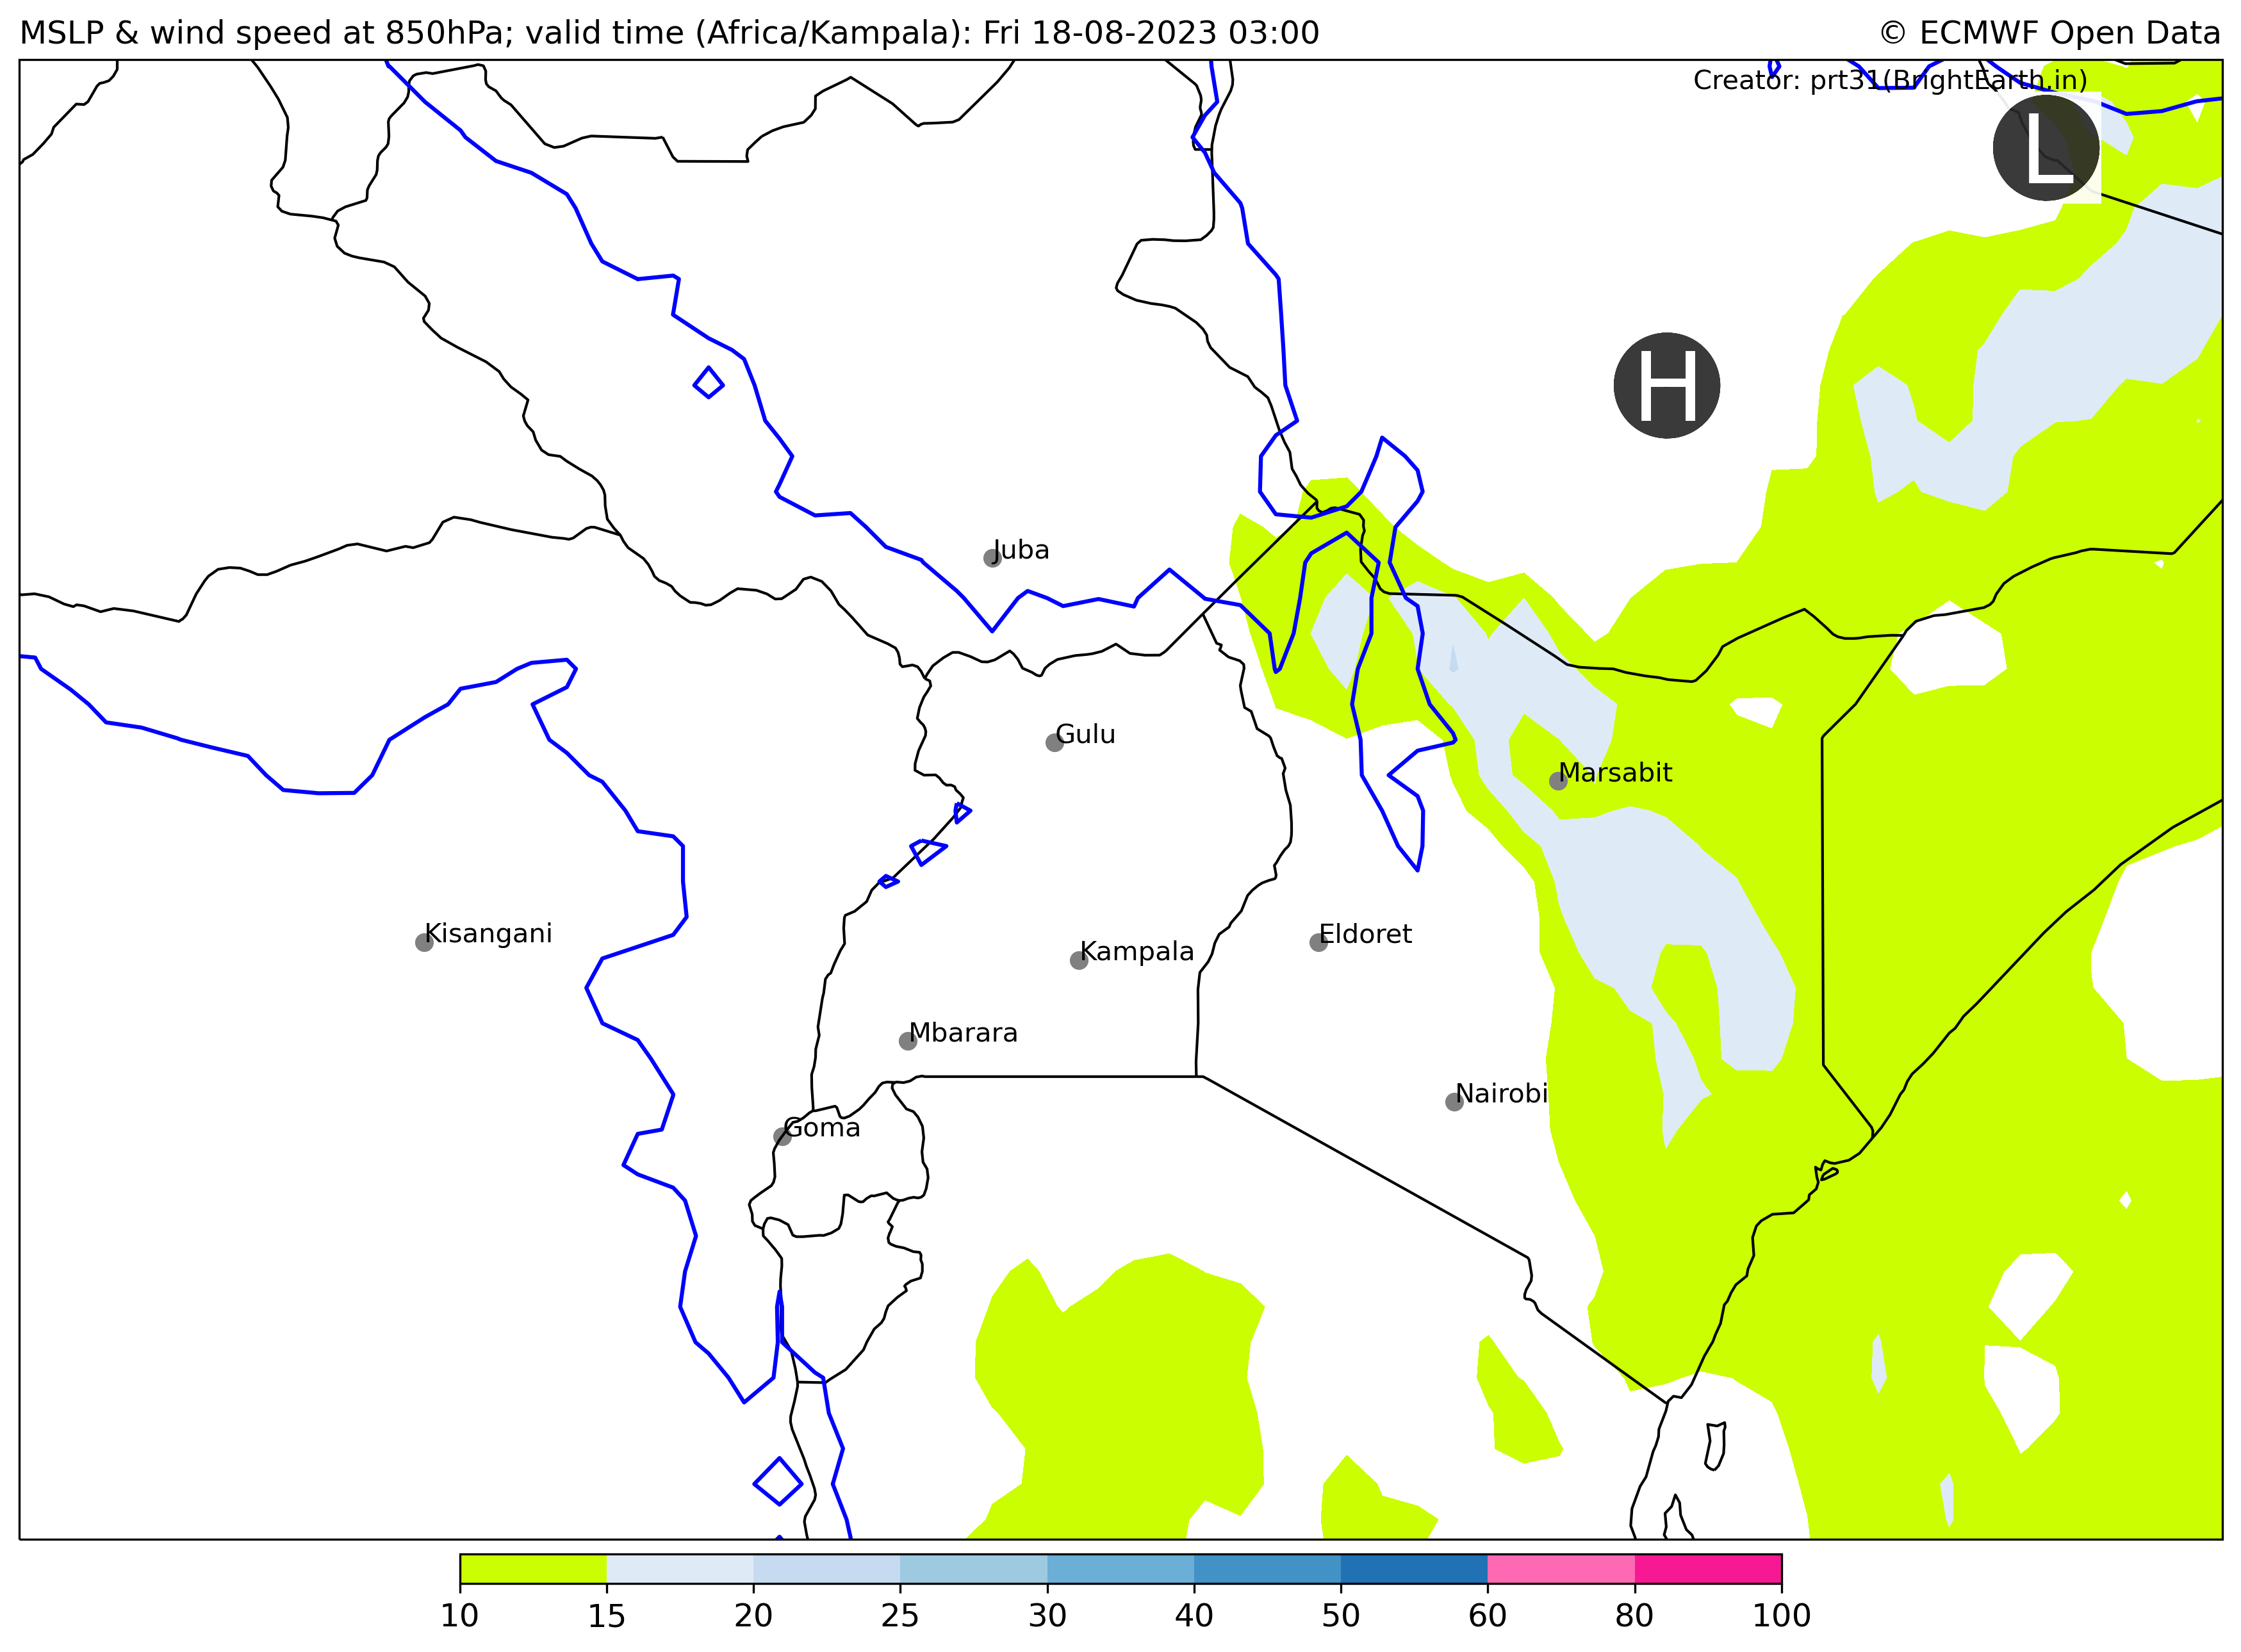 MSLP & wind speed at 850hPa; valid time (Africa/Kampala): Fri 18-08-2023 03:00
© ECMWF Open Data
Creator: prt31(BrightEarth.in)
L
H
Juba
Gulu
Marsabit
Kisangani
Eldoret
Kampala
Mbarara
Nairobi
Goma
10 15 20 25 30 40 50 60 80 100